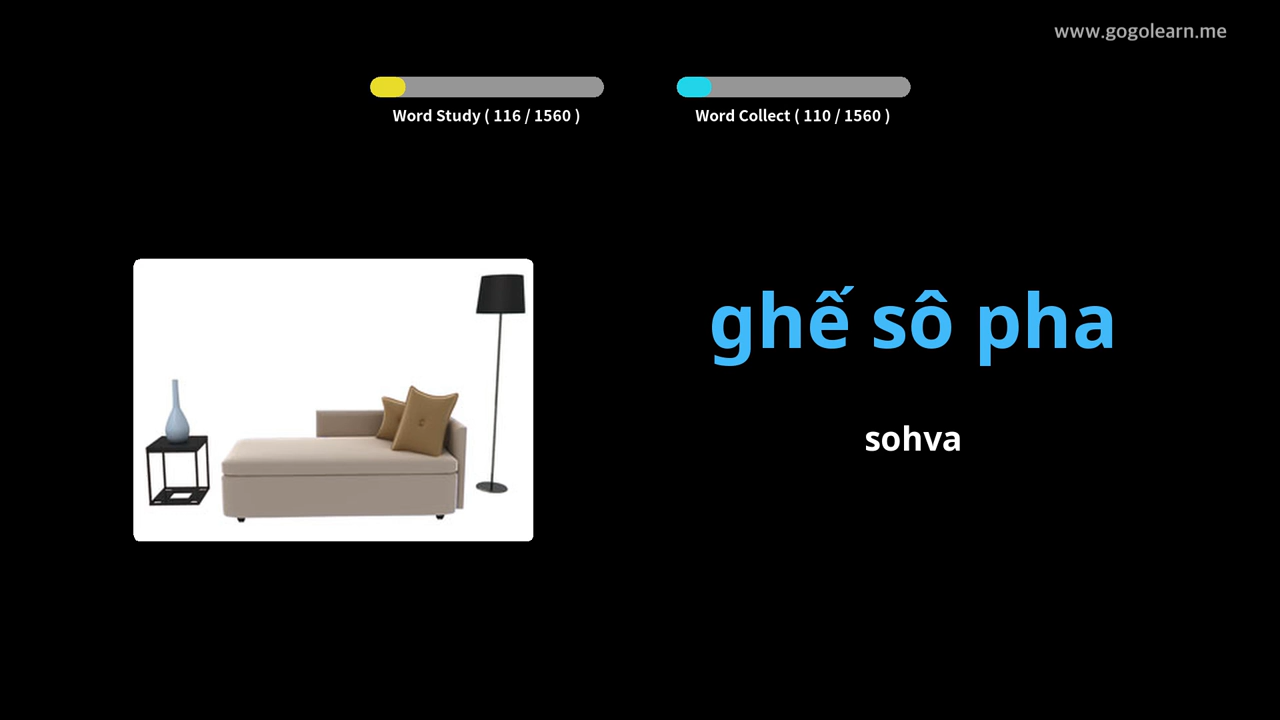 www.gogolearn.me
Word Study ( 116 / 1560 )
Word Collect ( 110 / 1560 )
ghế sô pha
sohva